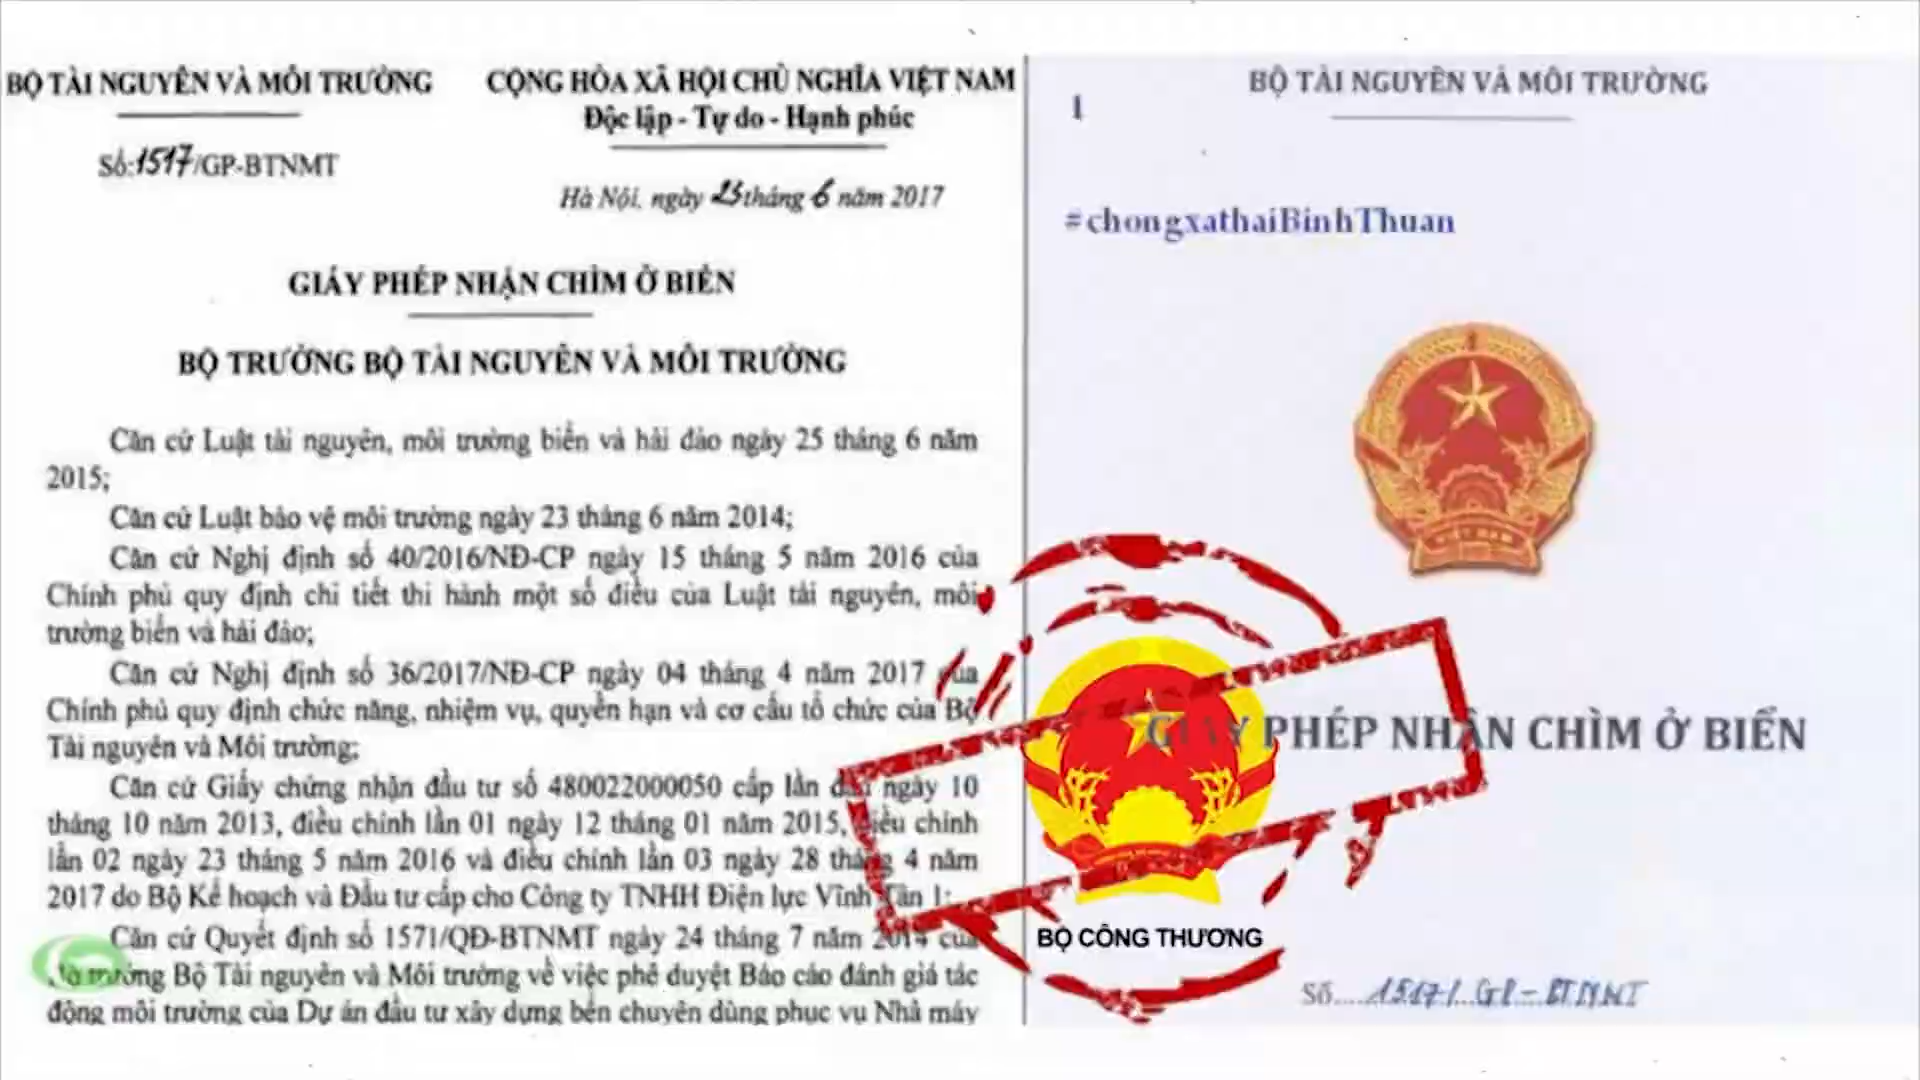 BỘ TÀI NGUYÊN VÀ MÔI TRƯỜNG
Số: 1517/GP-BTNMT
CỘNG HÒA XÃ HỘI CHỦ NGHĨA VIỆT NAM
Độc lập - Tự do - Hạnh phúc
Hà Nội, ngày 23 tháng 6 năm 2017
GIẤY PHÉP NHẬN CHÌM Ở BIỂN
BỘ TRƯỞNG BỘ TÀI NGUYÊN VÀ MÔI TRƯỜNG
Căn cứ Luật tài nguyên, môi trường biển và hải đảo ngày 25 tháng 6 năm
2015;
Căn cứ Luật bảo vệ môi trường ngày 23 tháng 6 năm 2014;
Căn cứ Nghị định số 40/2016/NĐ-CP ngày 15 tháng 5 năm 2016 của
Chính phủ quy định chi tiết thi hành một số điều của Luật tài nguyên, môi
trường biển và hải đảo;
Căn cứ Nghị định số 36/2017/NĐ-CP ngày 04 tháng 4 năm 2017 của
Chính phủ quy định chức năng, nhiệm vụ, quyền hạn và cơ cấu tổ chức của Bộ
Tài nguyên và Môi trường;
Căn cứ Giấy chứng nhận đầu tư số 480022000050 cấp lần đầu ngày 10
tháng 10 năm 2013, điều chỉnh lần 01 ngày 12 tháng 01 năm 2015, điều chỉnh
lần 02 ngày 23 tháng 5 năm 2016 và điều chỉnh lần 03 ngày 28 tháng 4 năm
2017 do Bộ Kế hoạch và Đầu tư cấp cho Công ty TNHH Điện lực Vĩnh Tân 1;
Căn cứ Quyết định số 1571/QĐ-BTNMT ngày 24 tháng 7 năm 2014 của
Bộ trưởng Bộ Tài nguyên và Môi trường về việc phê duyệt Báo cáo đánh giá tác
động môi trường của Dự án đầu tư xây dựng bến chuyên dùng phục vụ Nhà máy
1
BỘ TÀI NGUYÊN VÀ MÔI TRƯỜNG
#chongxathaiBinhThuan
VIỆT NAM
GIẤY PHÉP NHẬN CHÌM Ở BIỂN
BỘ CÔNG THƯƠNG
Số....1517/..GP-BTNMT